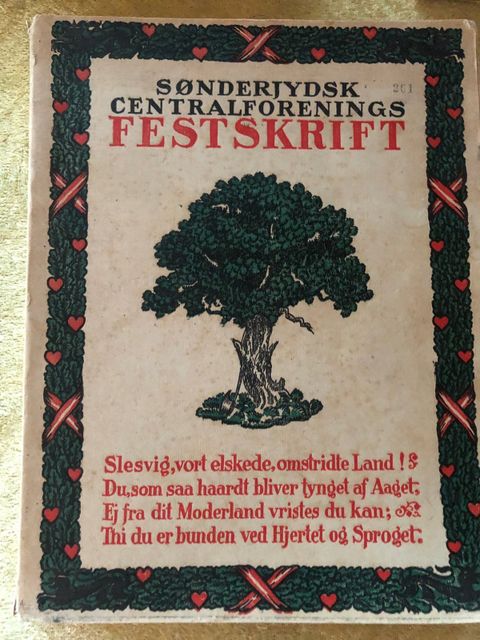 SØNDERJYDSK
261
CENTRALFORENINGS
FESTSKRIFT
Slesvig, vort elskede, omstridte Land!
Du, som saa haardt bliver tynget af Aaget;
Ej fra dit Moderland vristes du kan;
Thi du er bunden ved Hjertet og Sproget.